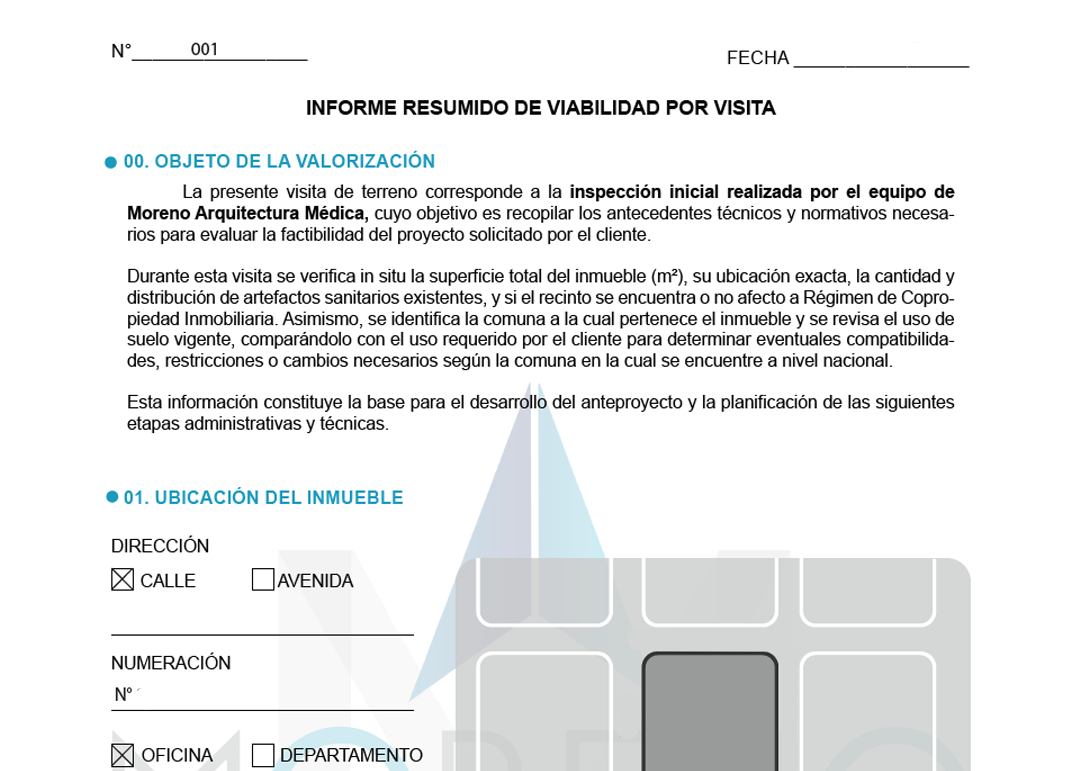 N°_________________ 001
FECHA _________________
INFORME RESUMIDO DE VIABILIDAD POR VISITA
00. OBJETO DE LA VALORIZACIÓN
La presente visita de terreno corresponde a la inspección inicial realizada por el equipo de
Moreno Arquitectura Médica, cuyo objetivo es recopilar los antecedentes técnicos y normativos necesa-
rios para evaluar la factibilidad del proyecto solicitado por el cliente.
Durante esta visita se verifica in situ la superficie total del inmueble (m²), su ubicación exacta, la cantidad y
distribución de artefactos sanitarios existentes, y si el recinto se encuentra o no afecto a Régimen de Copro-
piedad Inmobiliaria. Asimismo, se identifica la comuna a la cual pertenece el inmueble y se revisa el uso de
suelo vigente, comparándolo con el uso requerido por el cliente para determinar eventuales compatibilida-
des, restricciones o cambios necesarios según la comuna en la cual se encuentre a nivel nacional.
Esta información constituye la base para el desarrollo del anteproyecto y la planificación de las siguientes
etapas administrativas y técnicas.
01. UBICACIÓN DEL INMUEBLE
DIRECCIÓN
CALLE AVENIDA
NUMERACIÓN
N°
OFICINA DEPARTAMENTO